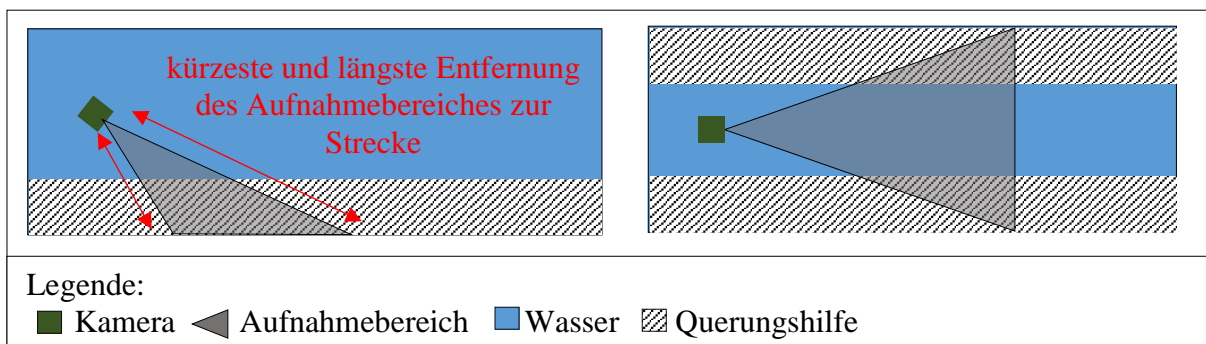 kürzeste und längste Entfernung
des Aufnahmebereiches zur
Strecke
Legende:
Kamera Aufnahmebereich Wasser Querungshilfe